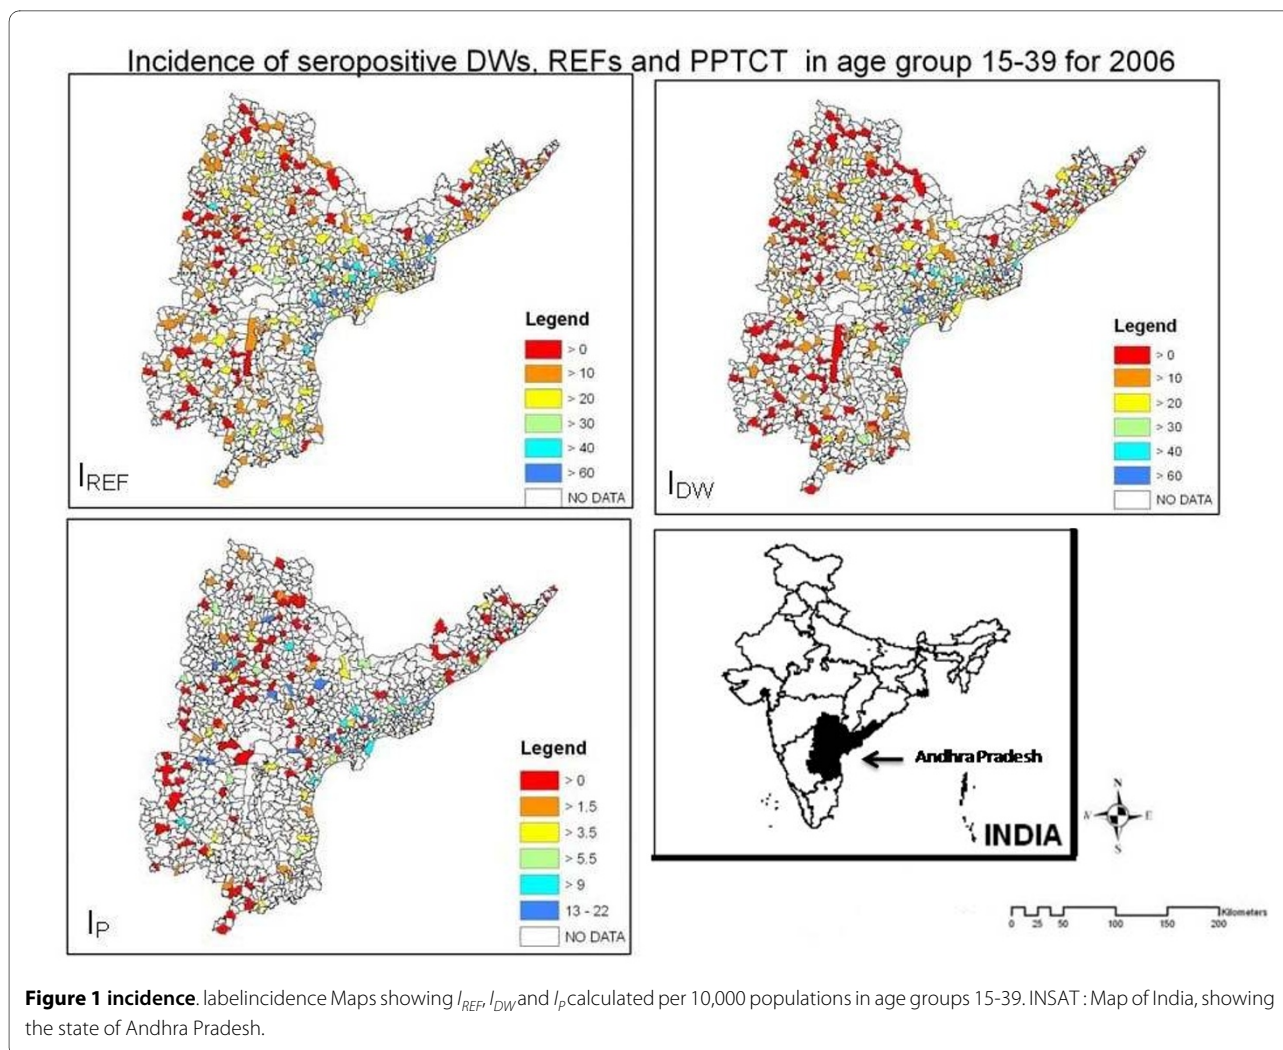 Incidence of seropositive DWs, REFs and PPTCT in age group 15-39 for 2006
Legend
> 0
> 10
> 20
> 30
> 40
> 60
NO DATA
IREF
Legend
> 0
> 10
> 20
> 30
> 40
> 60
NO DATA
IDW
Legend
> 0
> 1.5
> 3.5
> 5.5
> 9
13 - 22
NO DATA
IP
Andhra Pradesh
INDIA
N
W E
S
Kilometers
0 25 50 100 150 200
Figure 1 incidence. labelincidence Maps showing IREF, IDW and IP calculated per 10,000 populations in age groups 15-39. INSAT : Map of India, showing
the state of Andhra Pradesh.